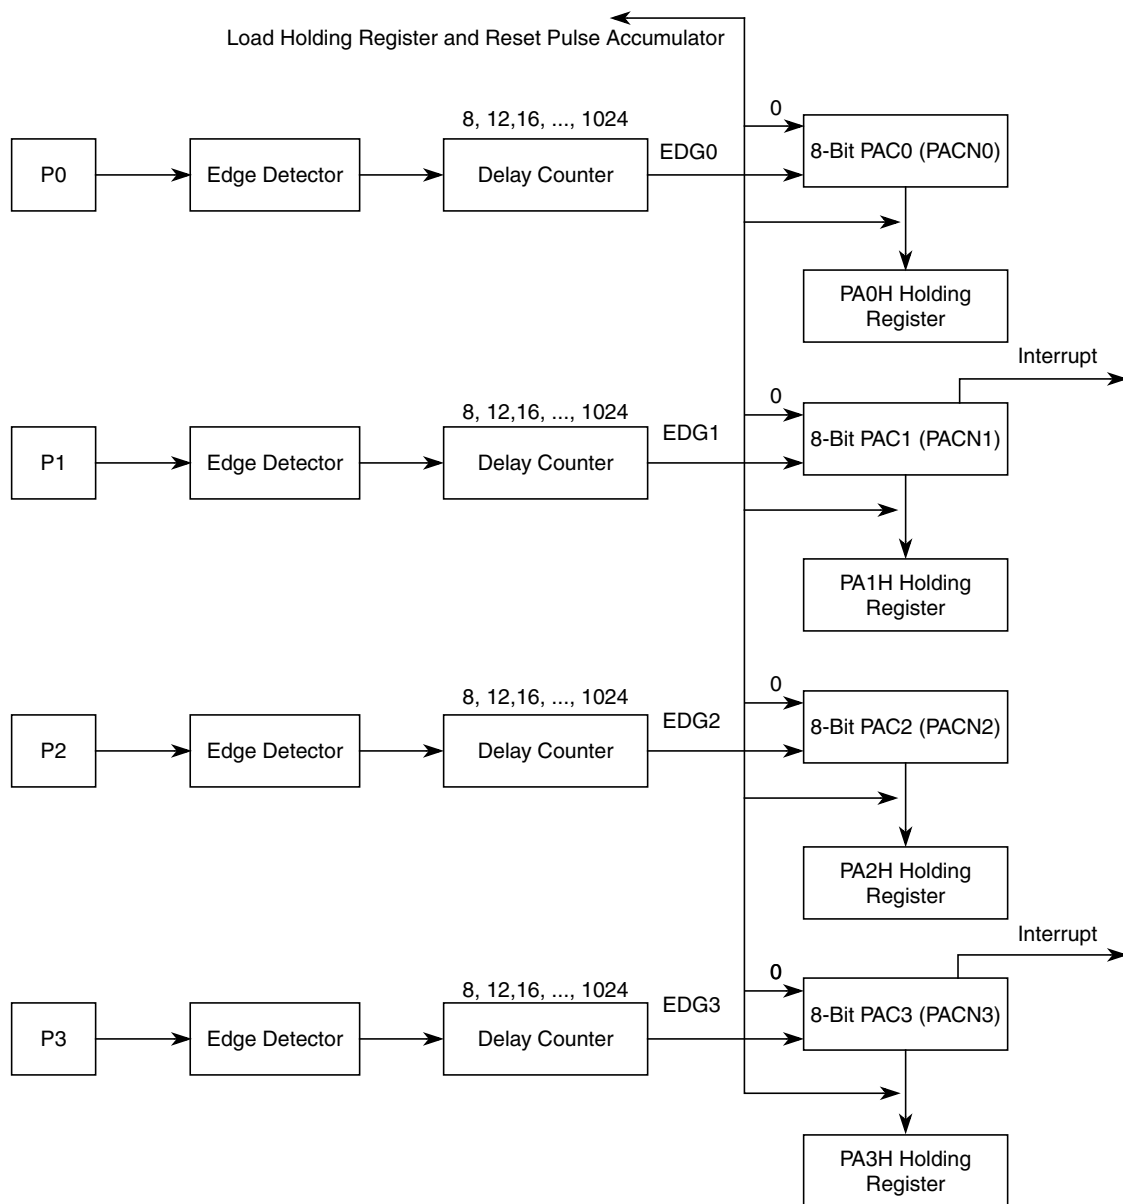 Load Holding Register and Reset Pulse Accumulator
0
8, 12,16, ..., 1024
P0
Edge Detector
Delay Counter
EDG0
8-Bit PAC0 (PACN0)
PA0H Holding
Register
Interrupt
0
8, 12,16, ..., 1024
P1
Edge Detector
Delay Counter
EDG1
8-Bit PAC1 (PACN1)
PA1H Holding
Register
0
8, 12,16, ..., 1024
P2
Edge Detector
Delay Counter
EDG2
8-Bit PAC2 (PACN2)
PA2H Holding
Register
Interrupt
0
8, 12,16, ..., 1024
P3
Edge Detector
Delay Counter
EDG3
8-Bit PAC3 (PACN3)
PA3H Holding
Register